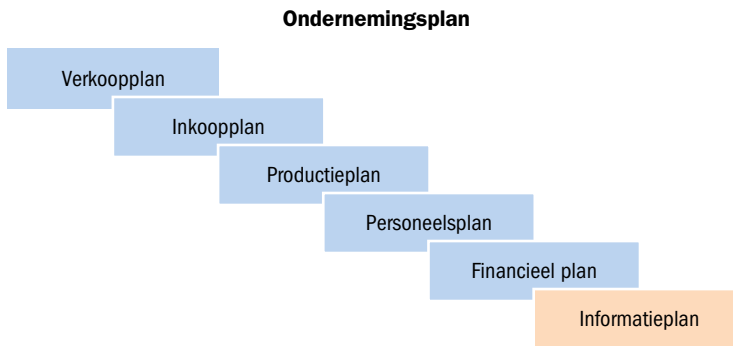 Ondernemingsplan
Verkoopplan
Inkoopplan
Productieplan
Personeelsplan
Financieel plan
Informatieplan